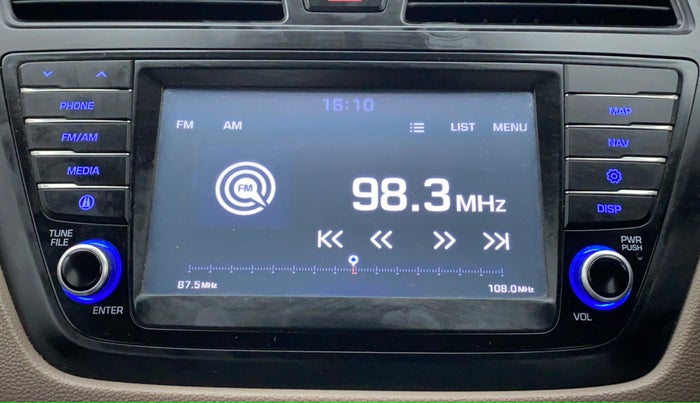 16:10
PHONE
FM/AM
MEDIA
FM AM LIST MENU
FM
98.3 MHz
87.5 MHz 108.0 MHz
MAP
NAV
DISP
TUNE
FILE
ENTER
PWR
PUSH
VOL